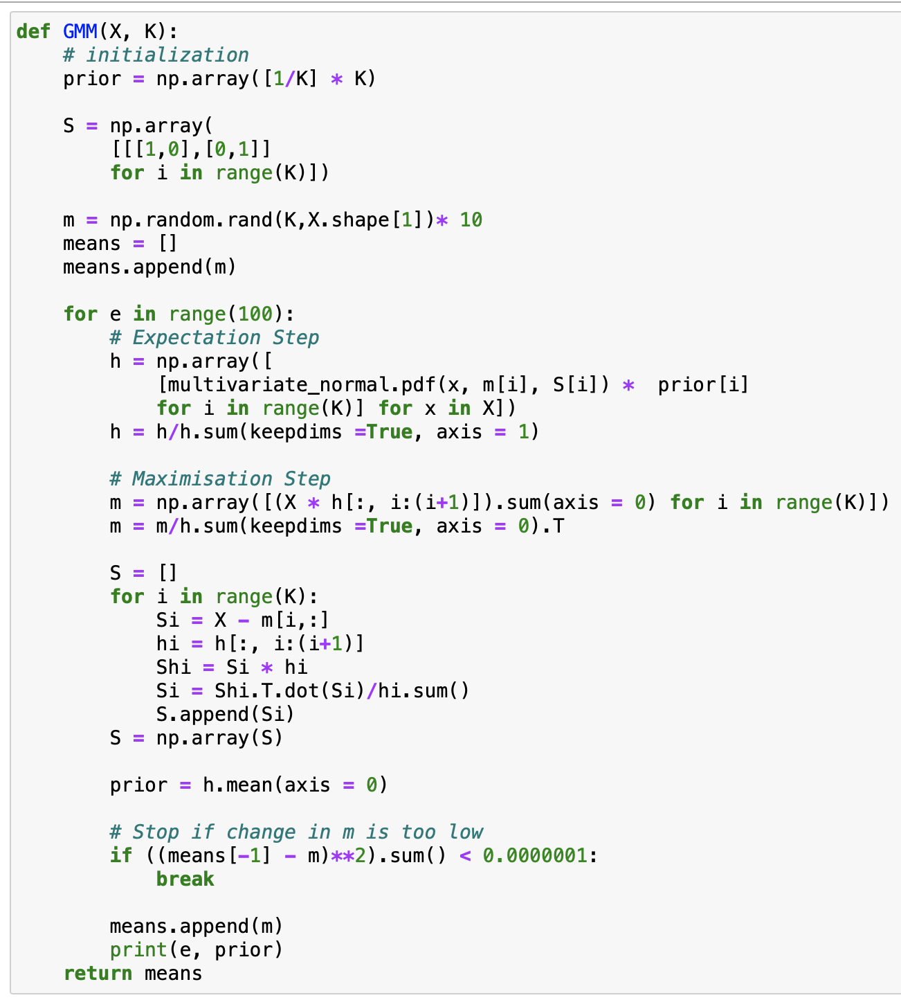 def GMM(X, K):
    # initialization
    prior = np.array([1/K] * K)

    S = np.array(
        [[[1,0],[0,1]]
        for i in range(K)])

    m = np.random.rand(K,X.shape[1])* 10
    means = []
    means.append(m)

    for e in range(100):
        # Expectation Step
        h = np.array([
            [multivariate_normal.pdf(x, m[i], S[i]) *  prior[i]
            for i in range(K)] for x in X])
        h = h/h.sum(keepdims =True, axis = 1)

        # Maximisation Step
        m = np.array([(X * h[:, i:(i+1)]).sum(axis = 0) for i in range(K)])
        m = m/h.sum(keepdims =True, axis = 0).T

        S = []
        for i in range(K):
            Si = X - m[i,:]
            hi = h[:, i:(i+1)]
            Shi = Si * hi
            Si = Shi.T.dot(Si)/hi.sum()
            S.append(Si)
        S = np.array(S)

        prior = h.mean(axis = 0)

        # Stop if change in m is too low
        if ((means[-1] - m)**2).sum() < 0.0000001:
            break

        means.append(m)
        print(e, prior)
    return means